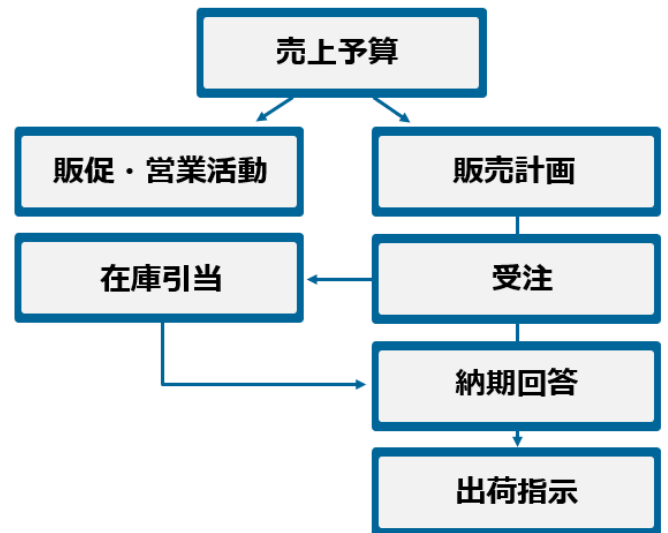 売上予算
販促・営業活動
販売計画
在庫引当
受注
納期回答
出荷指示